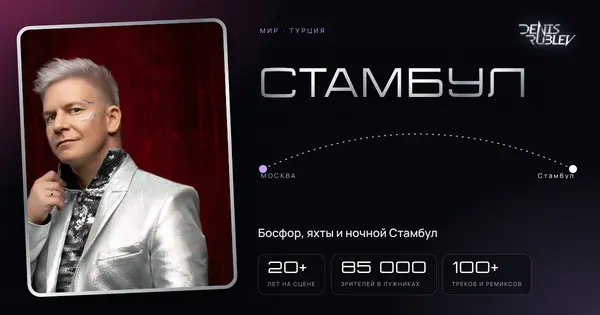 МИР · ТУРЦИЯ
DENIS
RUBLEV
СТАМБУЛ
МОСКВА
Стамбул
Босфор, яхты и ночной Стамбул
20+
ЛЕТ НА СЦЕНЕ
85 000
ЗРИТЕЛЕЙ В ЛУЖНИКАХ
100+
ТРЕКОВ И РЕМИКСОВ